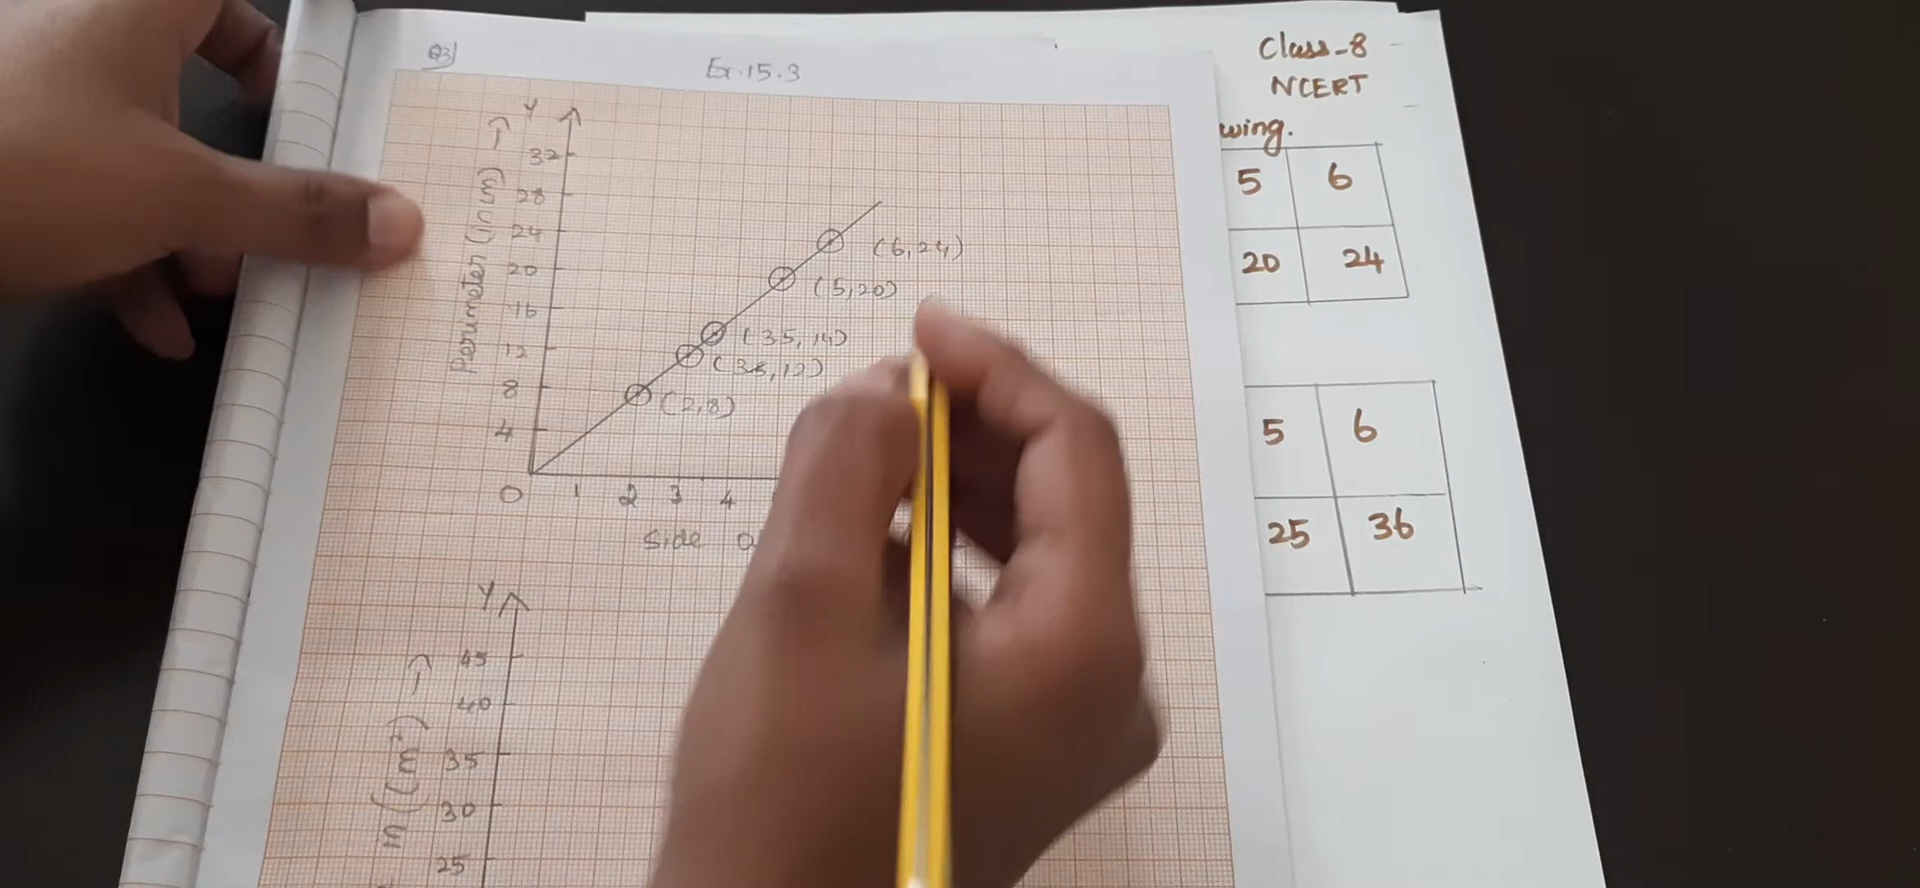 Q3)
Ex.15.3
Class-8
NCERT
wing.
5 6
20 24
5 6
25 36
Y
32
28
24
20
16
12
8
4
Perimeter (in m)
(6,24)
(5,20)
(35,14)
(2,8)
0 1 2 3 4
Side
Y
45
40
35
30
25